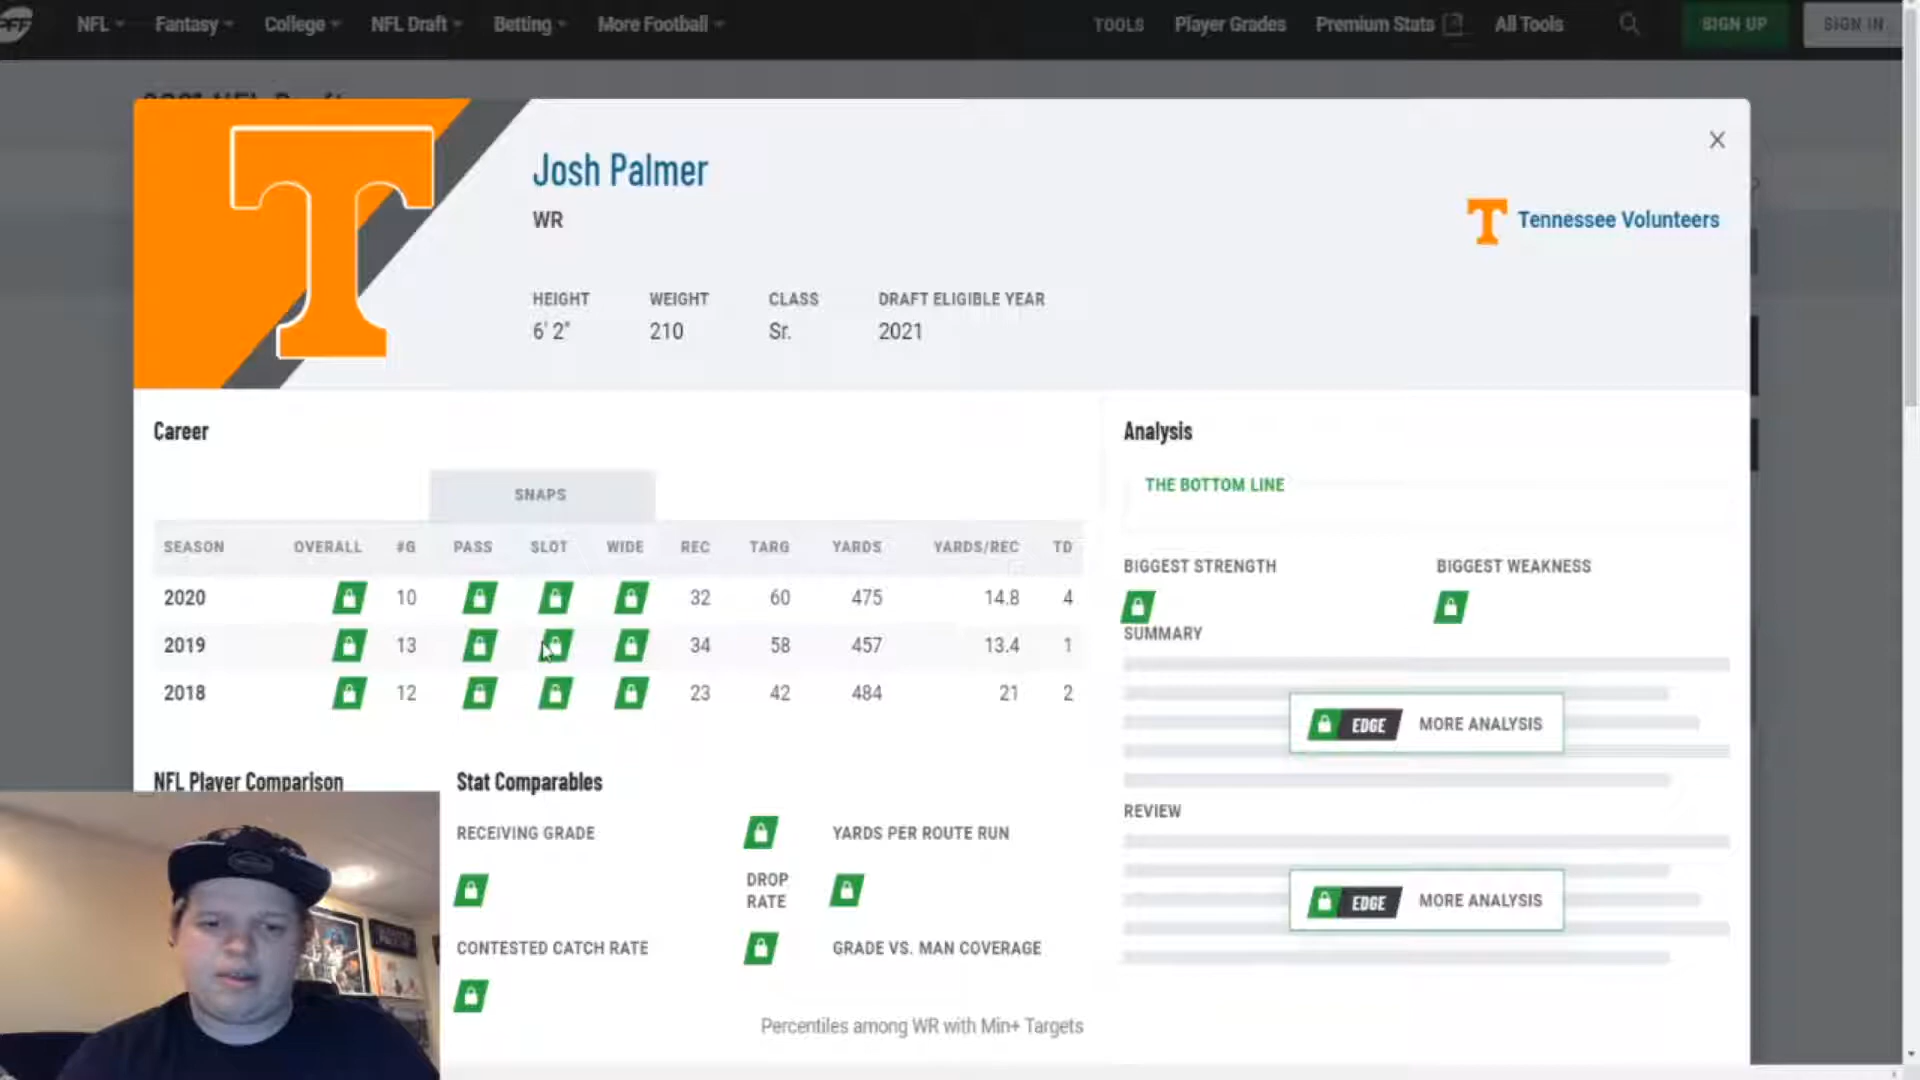 PFF NFL Fantasy College NFL Draft Betting More Football TOOLS Player Grades Premium Stats All Tools SIGN UP SIGN IN
2021 NFL Draft
Josh Palmer
WR
Tennessee Volunteers
HEIGHT WEIGHT CLASS DRAFT ELIGIBLE YEAR
6' 2" 210 Sr. 2021
Career
SNAPS
SEASON OVERALL #G PASS SLOT WIDE REC TARG YARDS YARDS/REC TD
2020 10 32 60 475 14.8 4
2019 13 34 58 457 13.4 1
2018 12 23 42 484 21 2
Analysis
THE BOTTOM LINE
BIGGEST STRENGTH BIGGEST WEAKNESS
SUMMARY
EDGE MORE ANALYSIS
REVIEW
EDGE MORE ANALYSIS
NFL Player Comparison
Stat Comparables
RECEIVING GRADE YARDS PER ROUTE RUN
DROP
RATE
CONTESTED CATCH RATE GRADE VS. MAN COVERAGE
Percentiles among WR with Min+ Targets